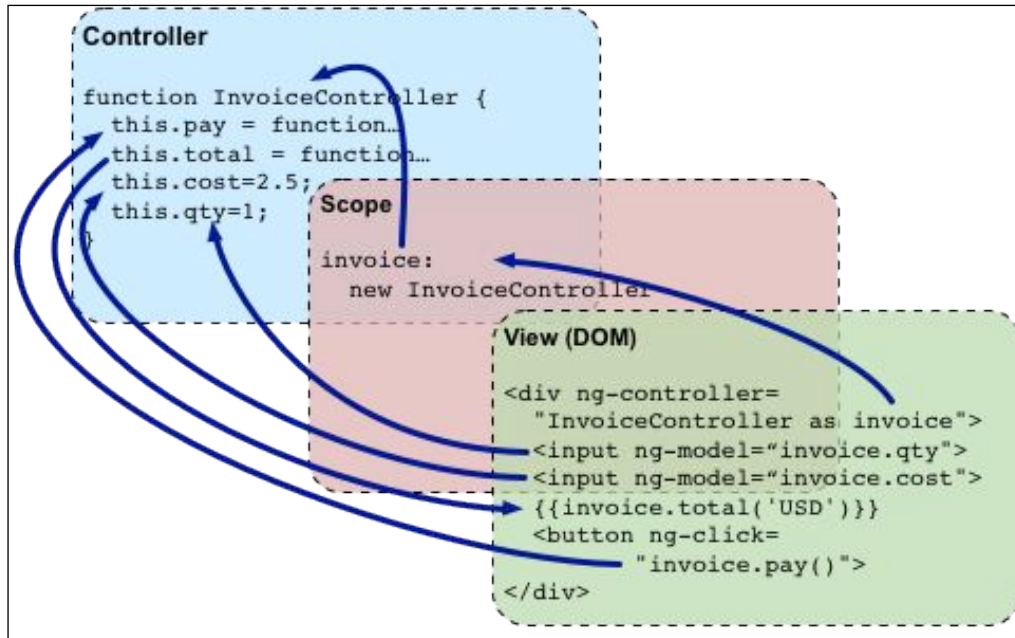 Controller
function InvoiceController {
this.pay = function…
this.total = function…
this.cost=2.5;
this.qty=1;
}
Scope
invoice:
new InvoiceController
View (DOM)
<div ng-controller=
"InvoiceController as invoice">
<input ng-model=“invoice.qty">
<input ng-model=“invoice.cost">
{{invoice.total('USD')}}
<button ng-click=
"invoice.pay()">
</div>